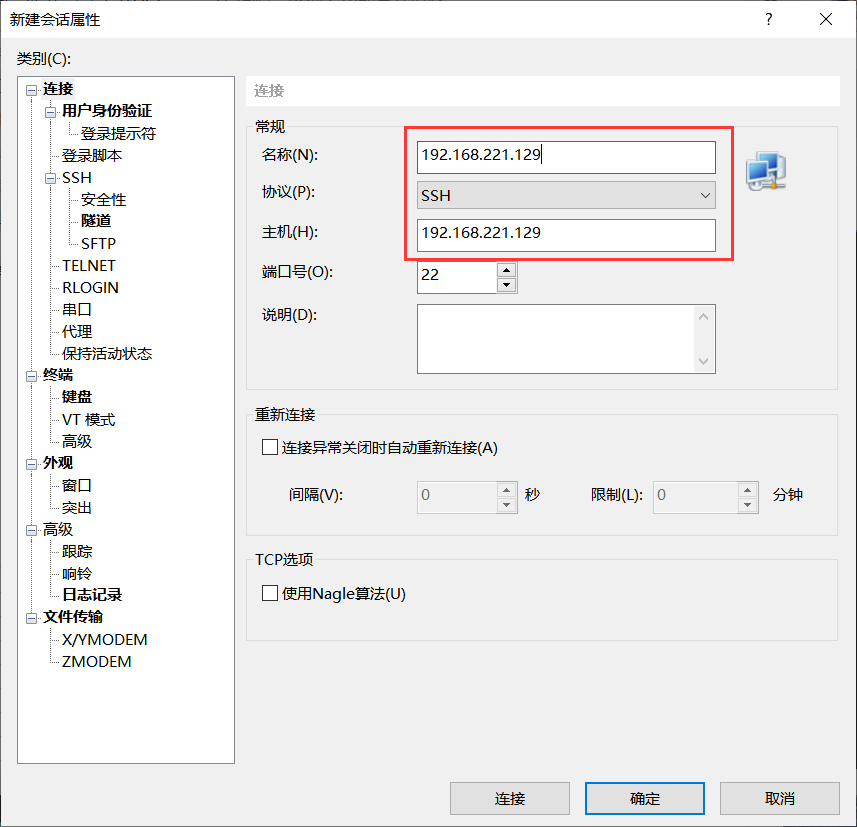 新建会话属性
类别(C):
连接
用户身份验证
登录提示符
登录脚本
SSH
安全性
隧道
SFTP
TELNET
RLOGIN
串口
代理
保持活动状态
终端
键盘
VT 模式
高级
外观
窗口
突出
高级
跟踪
响铃
日志记录
文件传输
X/YMODEM
ZMODEM
连接
常规
名称(N): 192.168.221.129
协议(P): SSH
主机(H): 192.168.221.129
端口号(O): 22
说明(D):
重新连接
连接异常关闭时自动重新连接(A)
间隔(V): 0 秒 限制(L): 0 分钟
TCP选项
使用Nagle算法(U)
连接 确定 取消